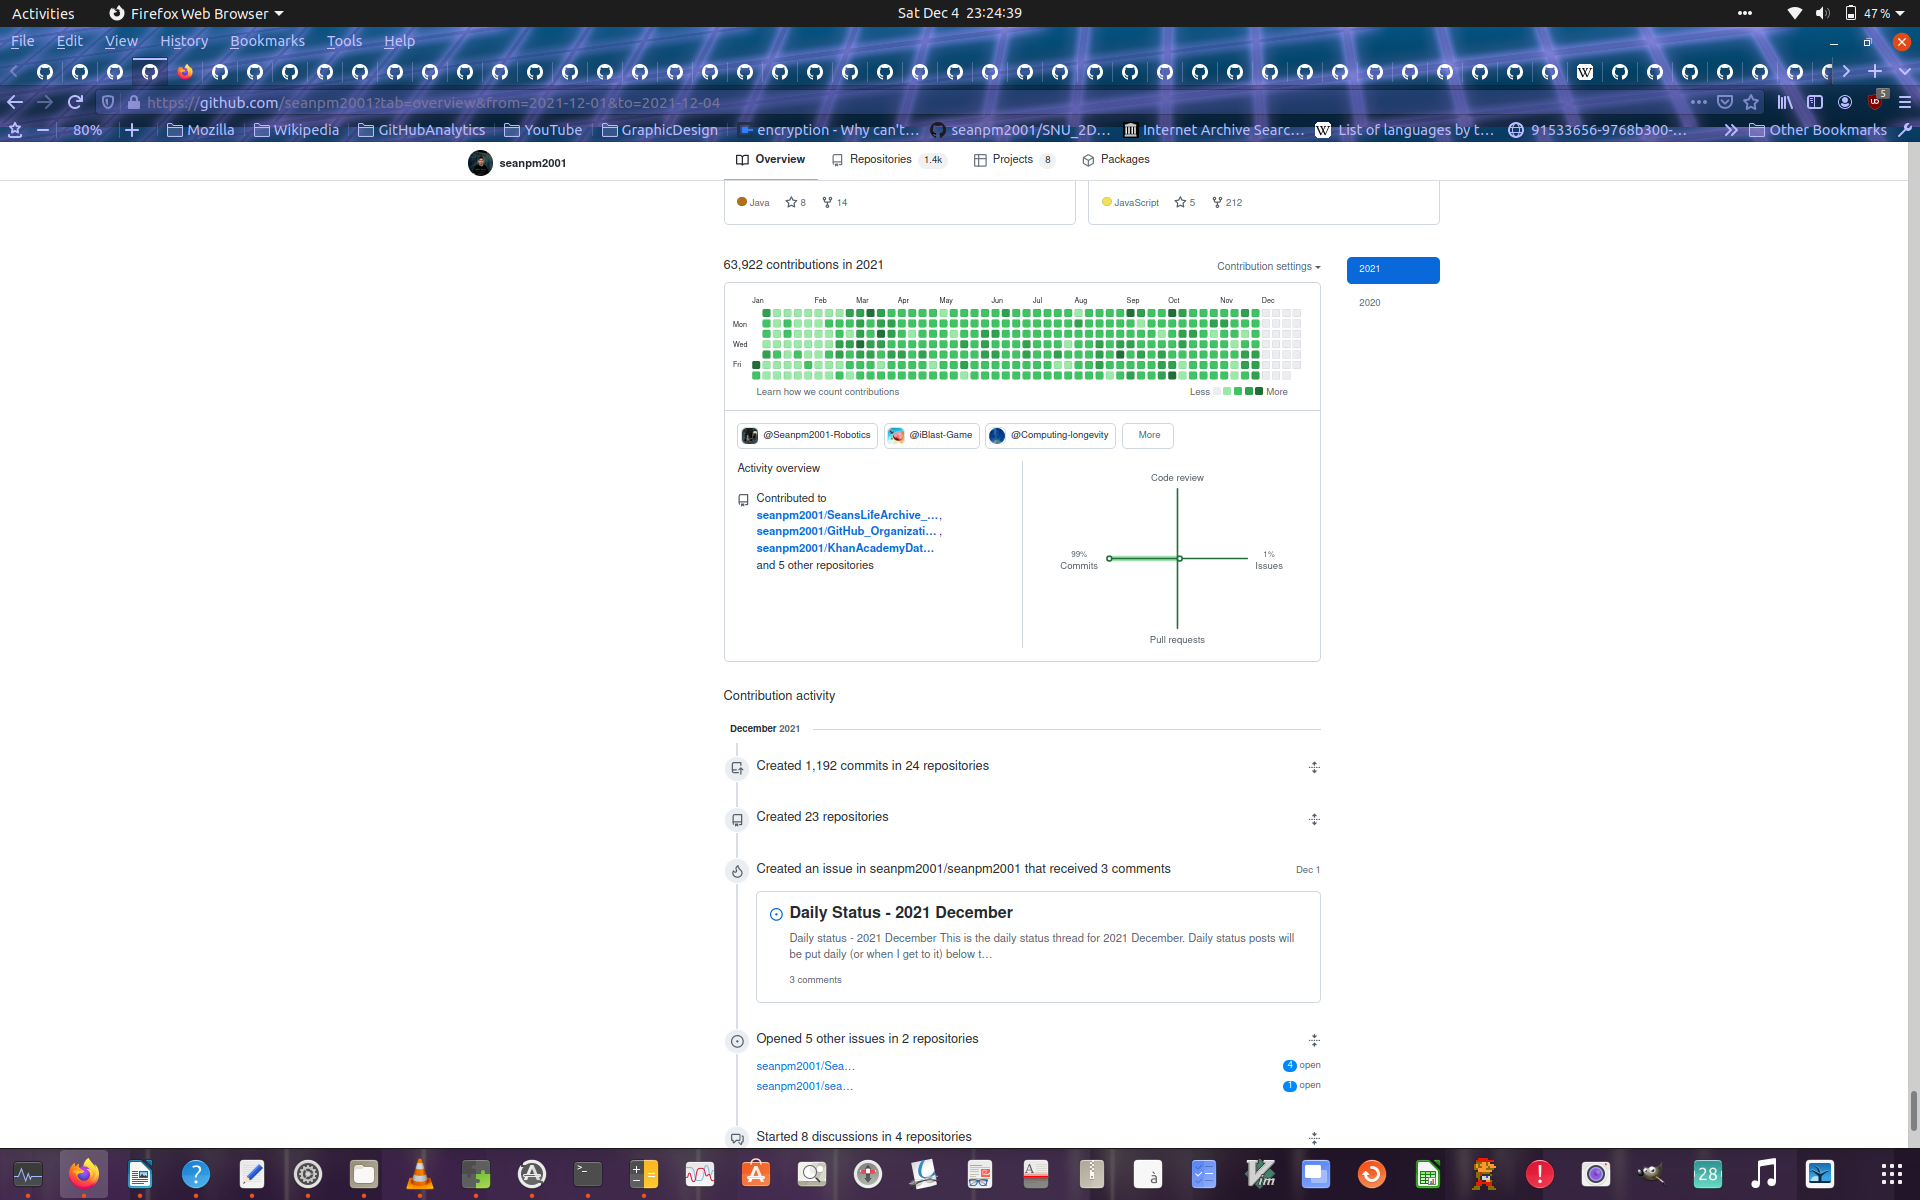 Activities
Firefox Web Browser
Sat Dec 4 23:24:39
47 %
File Edit View History Bookmarks Tools Help
https://github.com/seanpm2001?tab=overview&from=2021-12-01&to=2021-12-04
5
80%
Mozilla
Wikipedia
GitHubAnalytics
YouTube
GraphicDesign
encryption - Why can't…
seanpm2001/SNU_2D…
Internet Archive Searc…
List of languages by t…
91533656-9768b300-…
Other Bookmarks
seanpm2001
Overview
Repositories 1.4k
Projects 8
Packages
Java 8 14
JavaScript 5 212
63,922 contributions in 2021
Contribution settings
2021
2020
Jan Feb Mar Apr May Jun Jul Aug Sep Oct Nov Dec
Mon
Wed
Fri
Learn how we count contributions
Less More
@Seanpm2001-Robotics
@iBlast-Game
@Computing-longevity
More
Activity overview
Contributed to
seanpm2001/SeansLifeArchive_…,
seanpm2001/GitHub_Organizati…,
seanpm2001/KhanAcademyDat…
and 5 other repositories
Code review
99%
Commits
1%
Issues
Pull requests
Contribution activity
December 2021
Created 1,192 commits in 24 repositories
Created 23 repositories
Created an issue in seanpm2001/seanpm2001 that received 3 comments
Dec 1
Daily Status - 2021 December
Daily status - 2021 December This is the daily status thread for 2021 December. Daily status posts will
be put daily (or when I get to it) below t…
3 comments
Opened 5 other issues in 2 repositories
seanpm2001/Sea…
4 open
seanpm2001/sea…
1 open
Started 8 discussions in 4 repositories
28